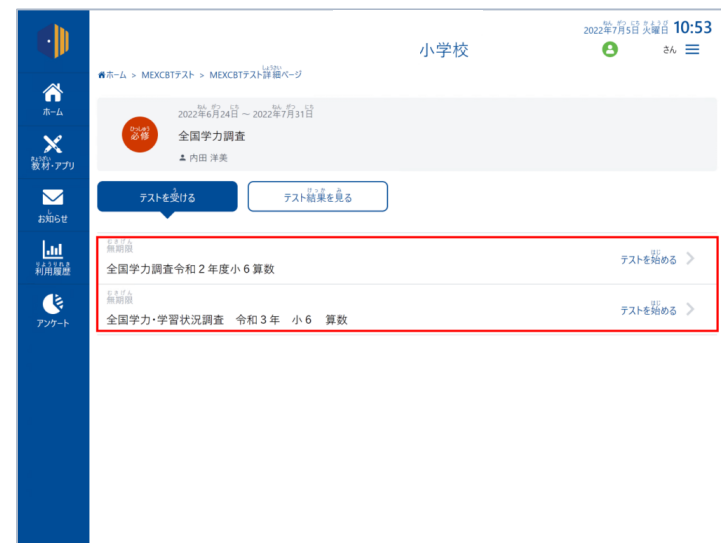 2022年7月5日 火曜日 10:53
小学校
さん
ホーム > MEXCBTテスト > MEXCBTテスト詳細ページ
ホーム
教材・アプリ
お知らせ
利用履歴
アンケート
2022年6月24日 ~ 2022年7月31日
必修
全国学力調査
内田 洋美
テストを受ける
テスト結果を見る
無期限
全国学力調査令和2年度小6算数
テストを始める
無期限
全国学力・学習状況調査 令和3年 小6 算数
テストを始める